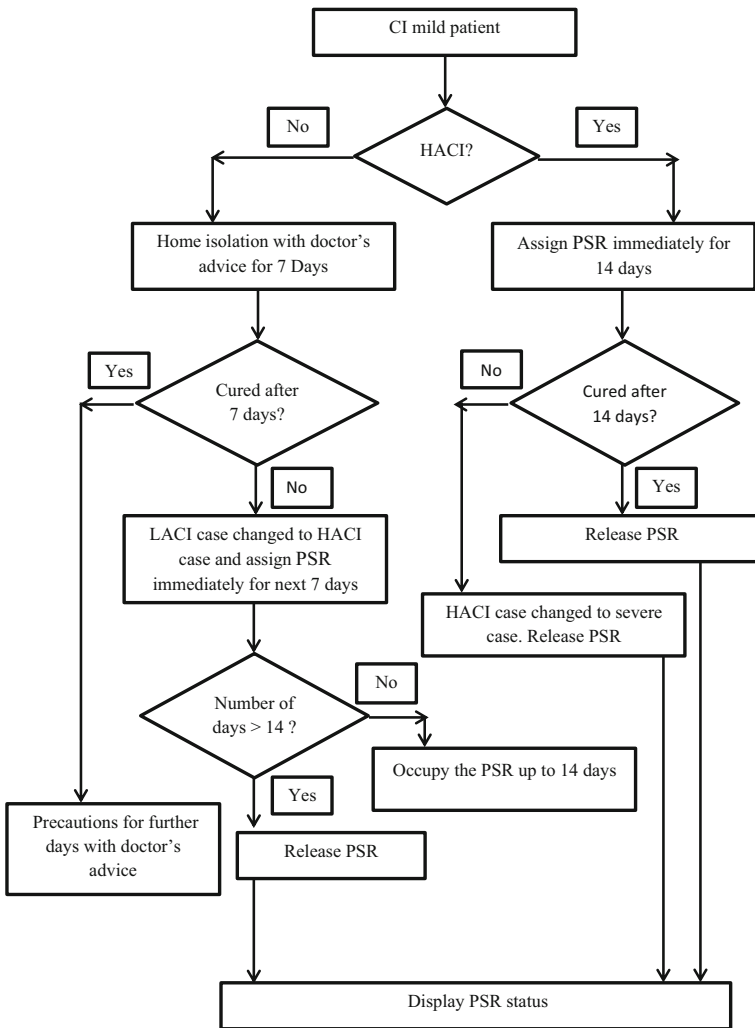 CI mild patient
No
Yes
HACI?
Home isolation with doctor’s
advice for 7 Days
Assign PSR immediately for
14 days
Yes
No
Cured after
7 days?
Cured after
14 days?
No
Yes
LACI case changed to HACI
case and assign PSR
immediately for next 7 days
Release PSR
HACI case changed to severe
case. Release PSR
No
Number of
days > 14 ?
Occupy the PSR up to 14 days
Yes
Precautions for further
days with doctor’s
advice
Release PSR
Display PSR status